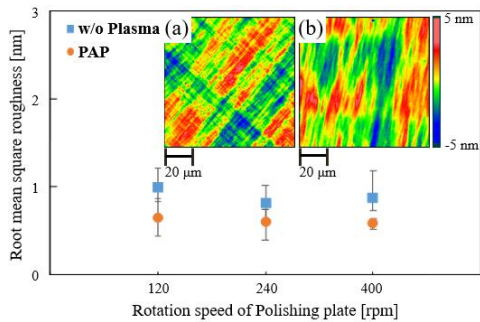 3
w/o Plasma
PAP
(a)
(b)
5 nm
-5 nm
20 μm
20 μm
2
1
0
120
240
400
Root mean square roughness [nm]
Rotation speed of Polishing plate [rpm]